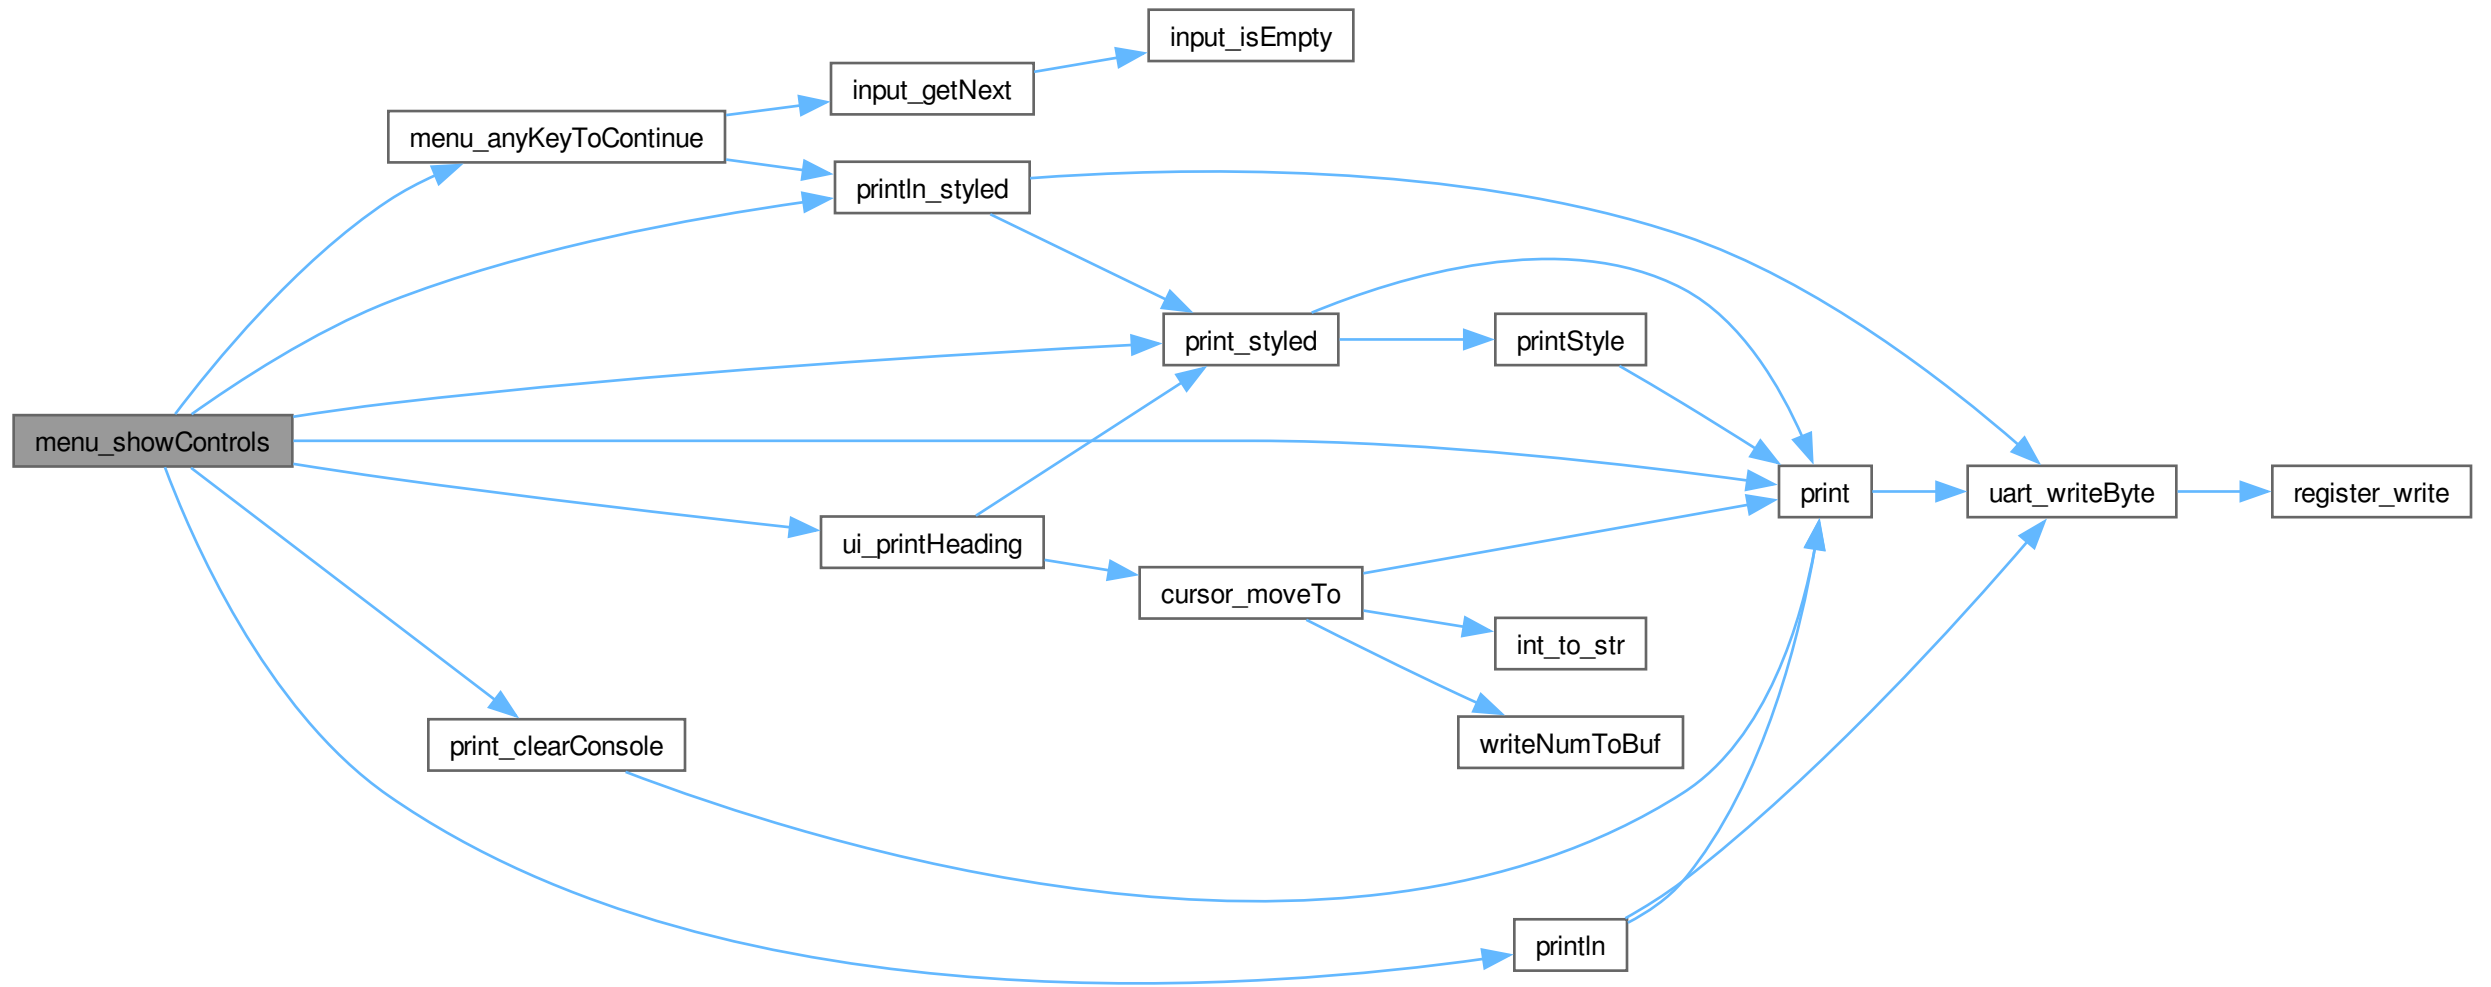 input_isEmpty
input_getNext
menu_anyKeyToContinue
println_styled
print_styled
printStyle
menu_showControls
print
uart_writeByte
register_write
ui_printHeading
cursor_moveTo
int_to_str
print_clearConsole
writeNumToBuf
println